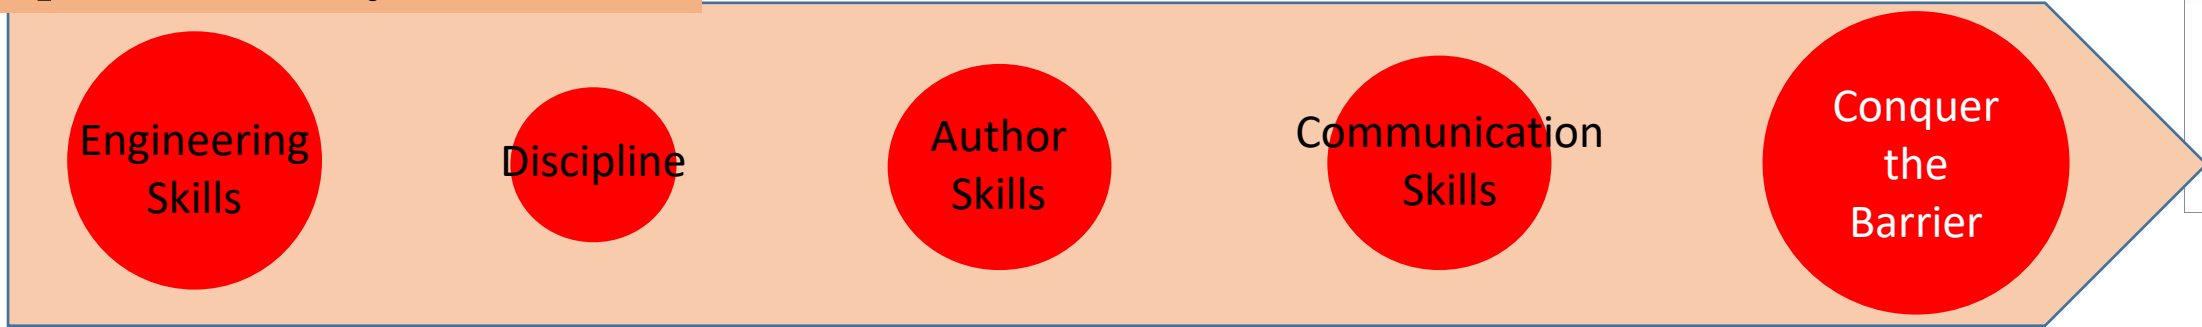 Engineering
Skills
Discipline
Author
Skills
Communication
Skills
Conquer
the
Barrier